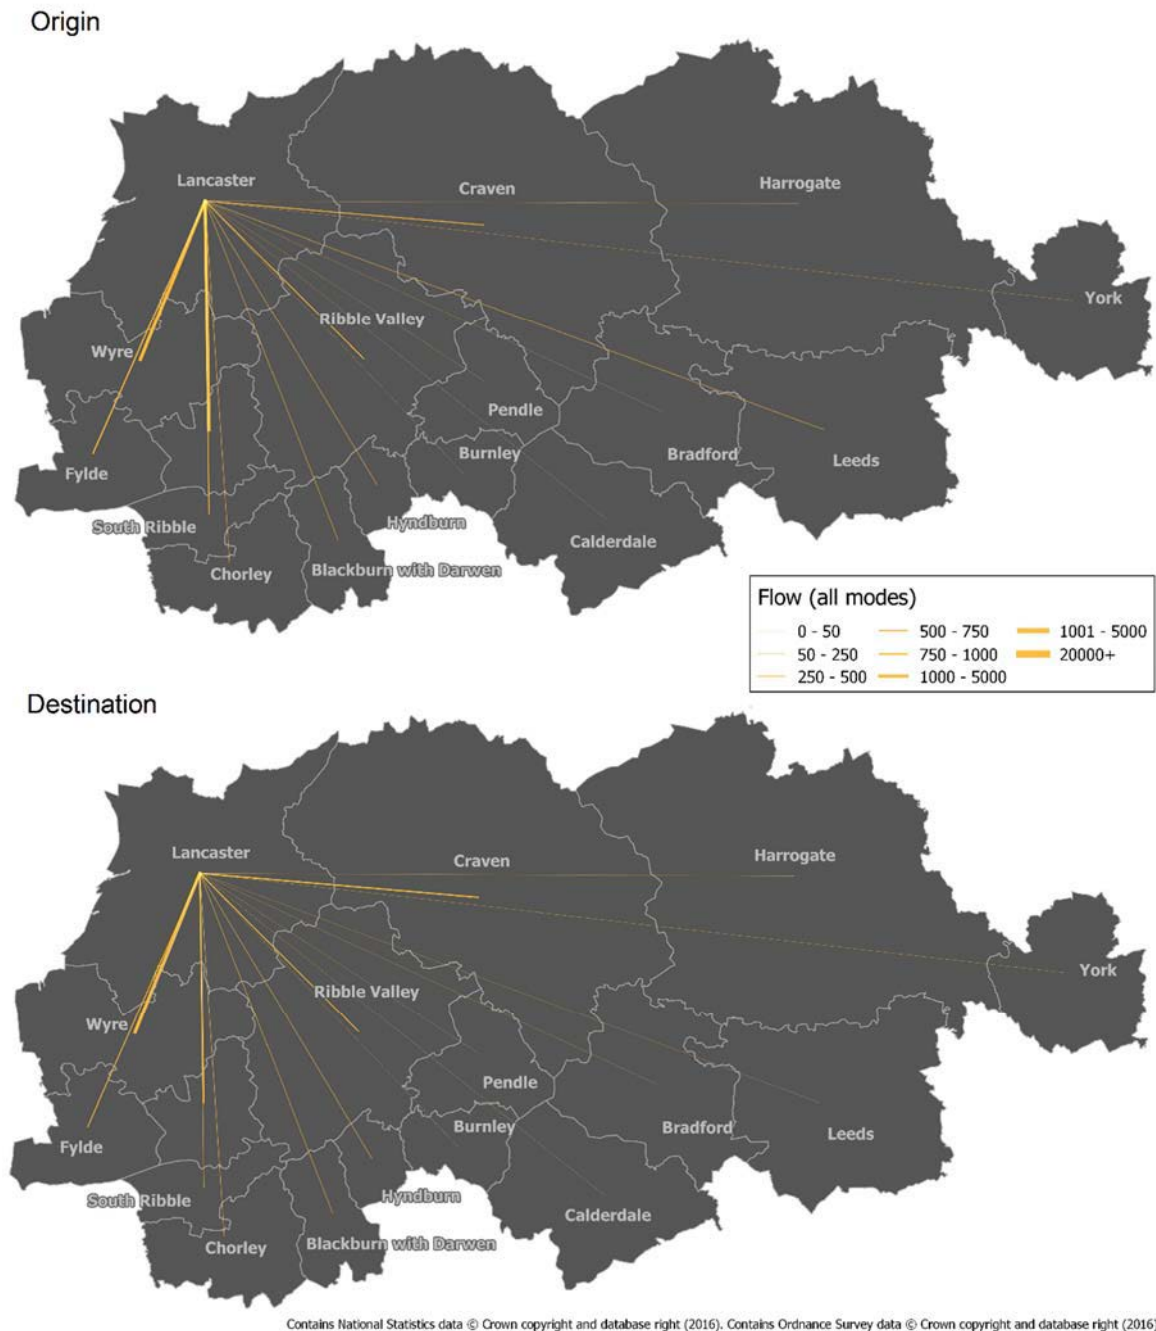 Origin
Lancaster
Craven
Harrogate
York
Ribble Valley
Wyre
Pendle
Burnley
Bradford
Leeds
Fylde
South Ribble
Hyndburn
Calderdale
Chorley
Blackburn with Darwen
Flow (all modes)
0 - 50 500 - 750 1001 - 5000
50 - 250 750 - 1000 20000+
250 - 500 1000 - 5000
Destination
Lancaster
Craven
Harrogate
York
Ribble Valley
Wyre
Pendle
Burnley
Bradford
Leeds
Fylde
South Ribble
Hyndburn
Calderdale
Chorley
Blackburn with Darwen
Contains National Statistics data © Crown copyright and database right (2016). Contains Ordnance Survey data © Crown copyright and database right (2016)